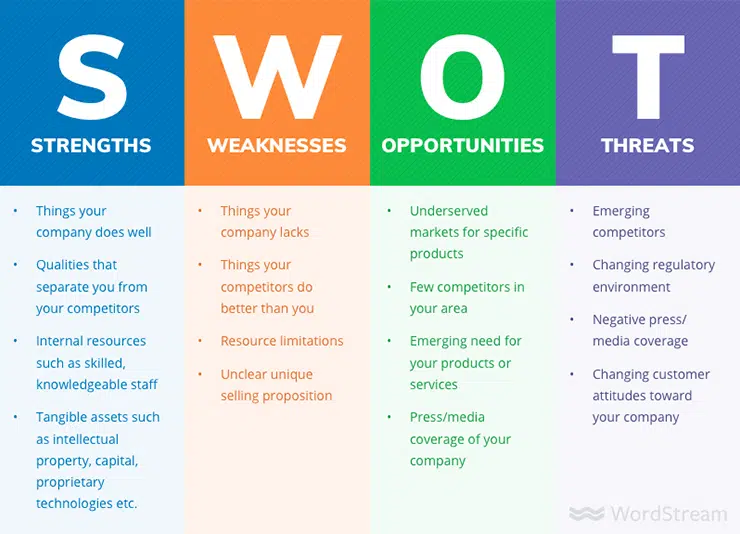 S
STRENGTHS
• Things your
company does well
• Qualities that
separate you from
your competitors
• Internal resources
such as skilled,
knowledgeable staff
• Tangible assets such
as intellectual
property, capital,
proprietary
technologies etc.
W
WEAKNESSES
• Things your
company lacks
• Things your
competitors do
better than you
• Resource limitations
• Unclear unique
selling proposition
O
OPPORTUNITIES
• Underserved
markets for specific
products
• Few competitors in
your area
• Emerging need for
your products or
services
• Press/media
coverage of your
company
T
THREATS
• Emerging
competitors
• Changing regulatory
environment
• Negative press/
media coverage
• Changing customer
attitudes toward
your company
WordStream